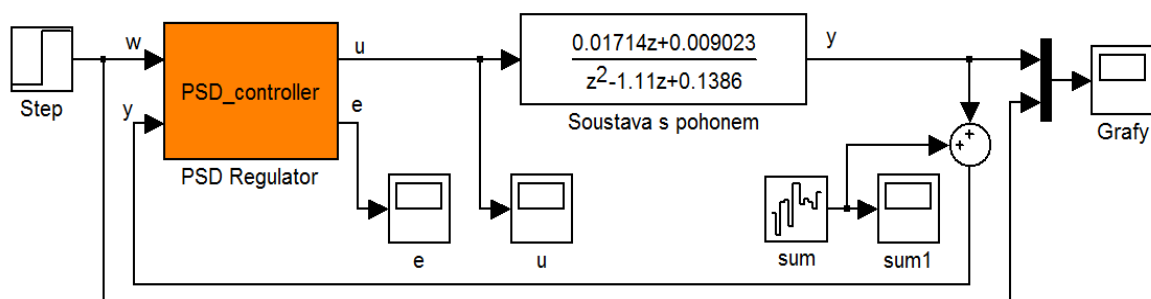 w
u
y
PSD_controller
0.01714z+0.009023
z²-1.11z+0.1386
Step
y
e
Soustava s pohonem
Grafy
PSD Regulator
e
u
sum
sum1